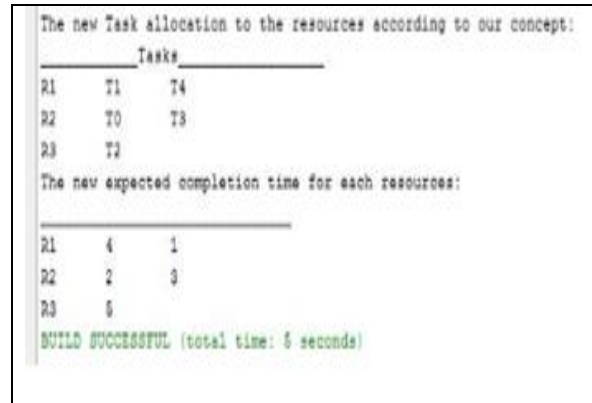 The new Task allocation to the resources according to our concept:
___________Tasks________________
R1 T1 T4
R2 T0 T3
R3 T2
The new expected completion time for each resources:
___________________________
R1 4 1
R2 2 3
R3 5
BUILD SUCCESSFUL (total time: 5 seconds)